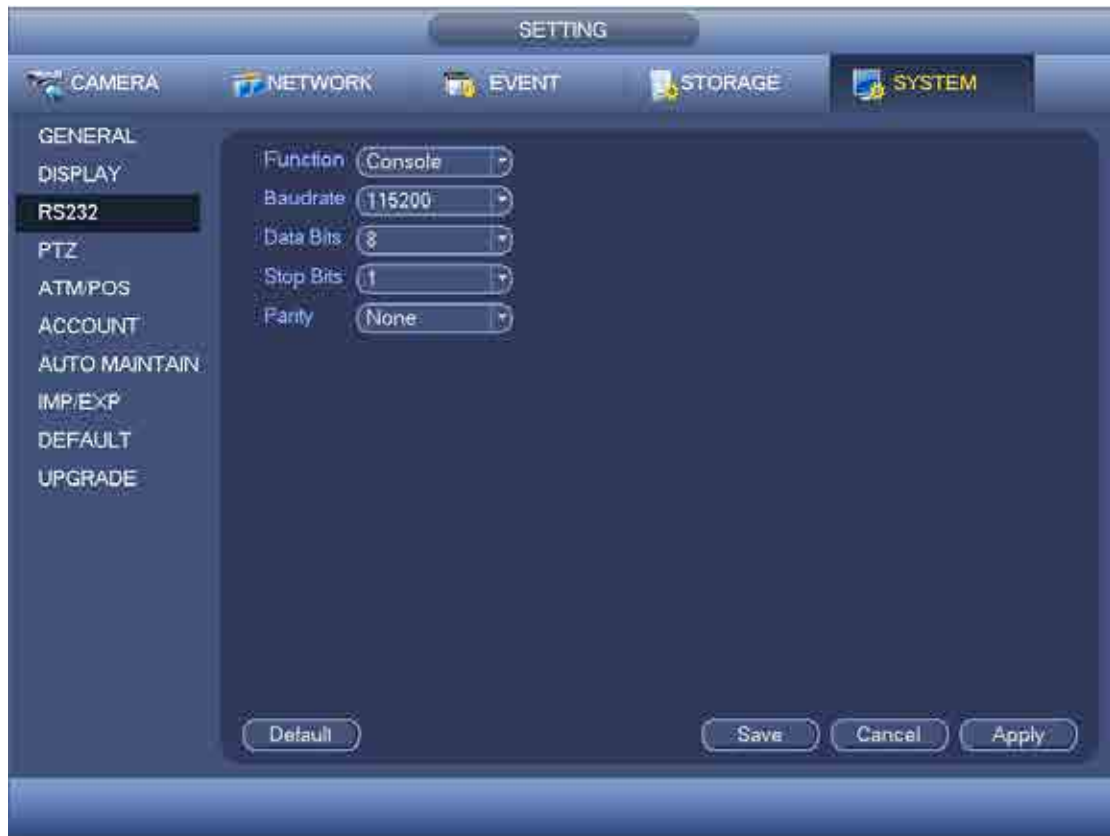 SETTING
CAMERA NETWORK EVENT STORAGE SYSTEM
GENERAL
DISPLAY
RS232
PTZ
ATM/POS
ACCOUNT
AUTO MAINTAIN
IMP/EXP
DEFAULT
UPGRADE
Function Console
Baudrate 115200
Data Bits 8
Stop Bits 1
Parity None
Default Save Cancel Apply